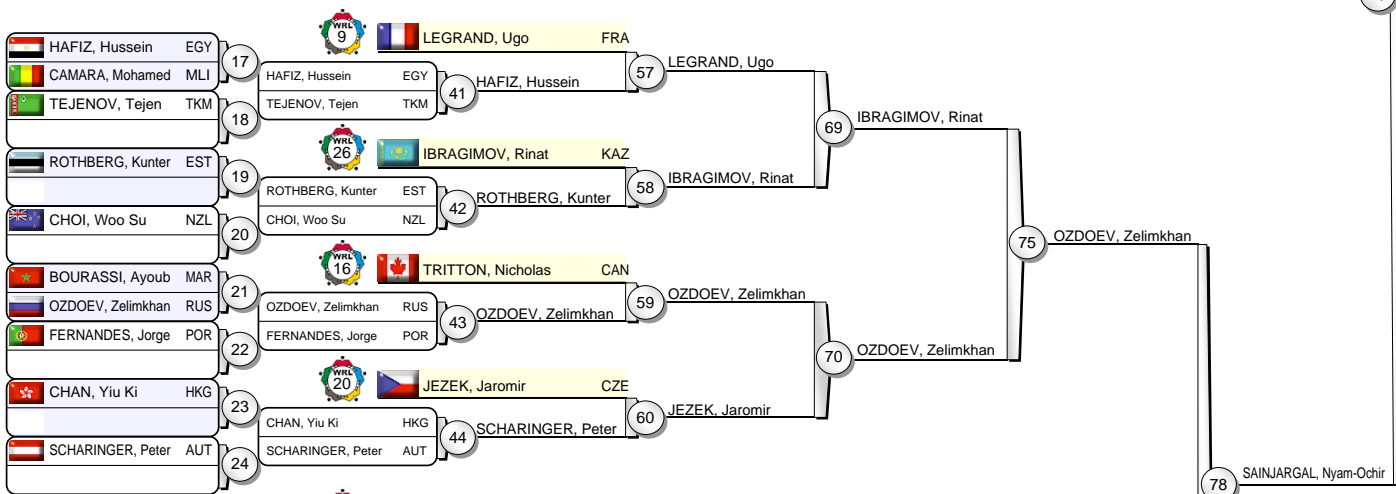 HAFIZ, Hussein EGY
CAMARA, Mohamed MLI
17
TEJENOV, Tejen TKM
18
ROTHBERG, Kunter EST
19
CHOI, Woo Su NZL
20
BOURASSI, Ayoub MAR
OZDOEV, Zelimkhan RUS
21
FERNANDES, Jorge POR
22
CHAN, Yiu Ki HKG
23
SCHARINGER, Peter AUT
24
WRL
9
LEGRAND, Ugo FRA
HAFIZ, Hussein EGY
TEJENOV, Tejen TKM
41
HAFIZ, Hussein
57
WRL
26
IBRAGIMOV, Rinat KAZ
ROTHBERG, Kunter EST
CHOI, Woo Su NZL
42
ROTHBERG, Kunter
58
WRL
16
TRITTON, Nicholas CAN
OZDOEV, Zelimkhan RUS
FERNANDES, Jorge POR
43
OZDOEV, Zelimkhan
59
WRL
20
JEZEK, Jaromir CZE
CHAN, Yiu Ki HKG
SCHARINGER, Peter AUT
44
SCHARINGER, Peter
60
LEGRAND, Ugo
IBRAGIMOV, Rinat
69
OZDOEV, Zelimkhan
JEZEK, Jaromir
70
IBRAGIMOV, Rinat
OZDOEV, Zelimkhan
75
OZDOEV, Zelimkhan
78
SAINJARGAL, Nyam-Ochir